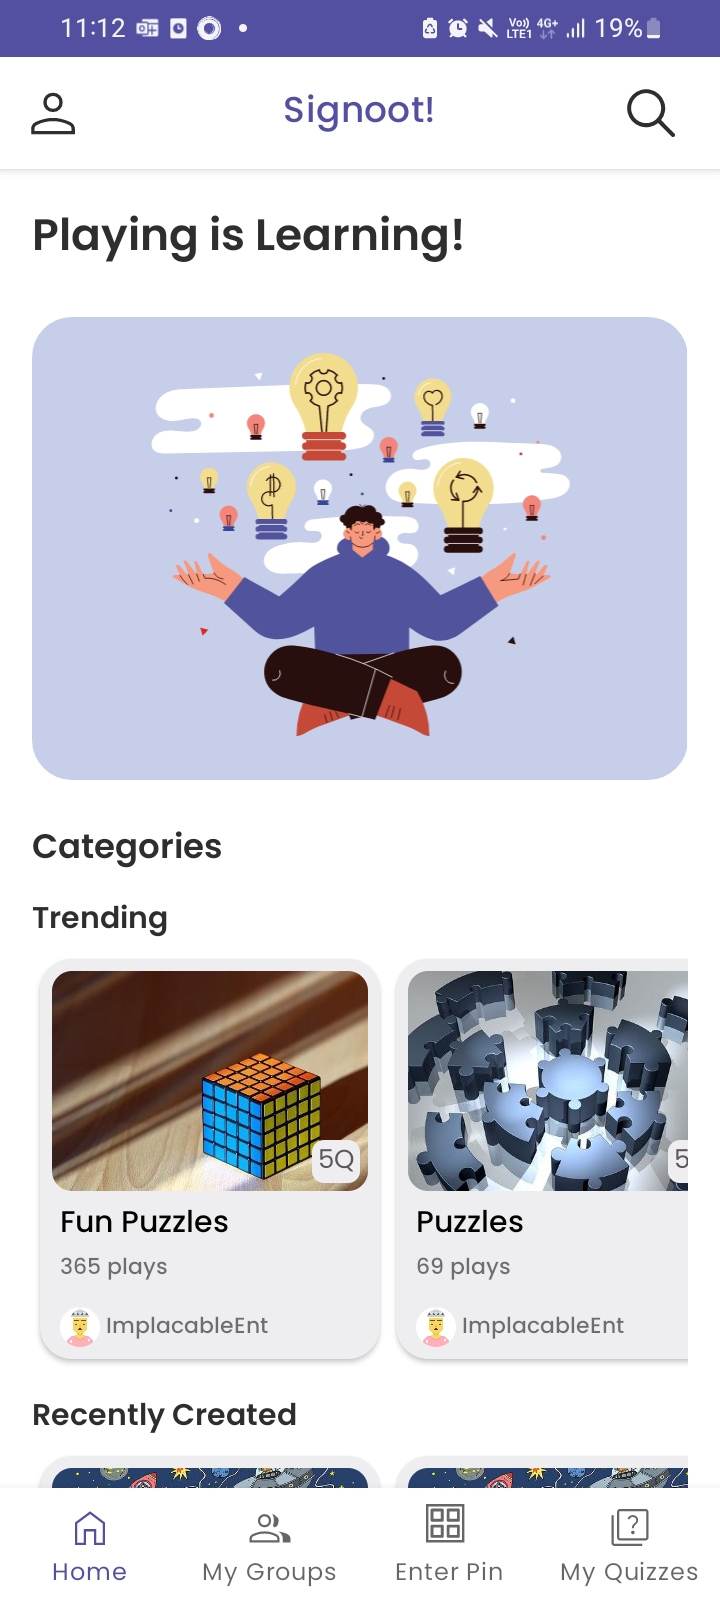 11:12
Vo)) LTE1 4G+ 19%
Signoot!
Playing is Learning!
Categories
Trending
5Q
5
Fun Puzzles
Puzzles
365 plays
69 plays
ImplacableEnt
ImplacableEnt
Recently Created
Home
My Groups
Enter Pin
My Quizzes